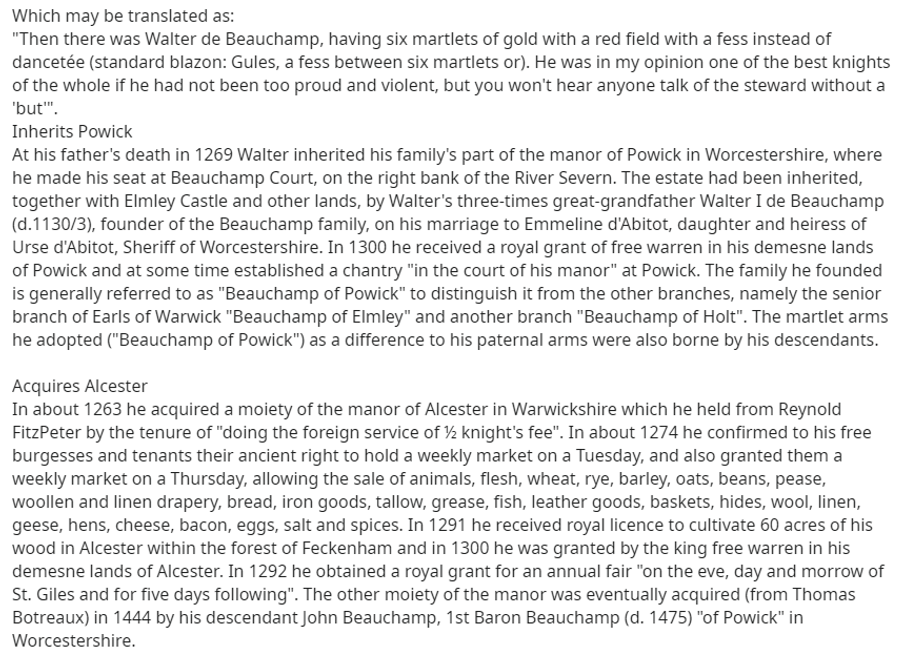 Which may be translated as:
"Then there was Walter de Beauchamp, having six martlets of gold with a red field with a fess instead of
dancetée (standard blazon: Gules, a fess between six martlets or). He was in my opinion one of the best knights
of the whole if he had not been too proud and violent, but you won't hear anyone talk of the steward without a
'but'".
Inherits Powick
At his father's death in 1269 Walter inherited his family's part of the manor of Powick in Worcestershire, where
he made his seat at Beauchamp Court, on the right bank of the River Severn. The estate had been inherited,
together with Elmley Castle and other lands, by Walter's three-times great-grandfather Walter I de Beauchamp
(d.1130/3), founder of the Beauchamp family, on his marriage to Emmeline d'Abitot, daughter and heiress of
Urse d'Abitot, Sheriff of Worcestershire. In 1300 he received a royal grant of free warren in his demesne lands
of Powick and at some time established a chantry "in the court of his manor" at Powick. The family he founded
is generally referred to as "Beauchamp of Powick" to distinguish it from the other branches, namely the senior
branch of Earls of Warwick "Beauchamp of Elmley" and another branch "Beauchamp of Holt". The martlet arms
he adopted ("Beauchamp of Powick") as a difference to his paternal arms were also borne by his descendants.

Acquires Alcester
In about 1263 he acquired a moiety of the manor of Alcester in Warwickshire which he held from Reynold
FitzPeter by the tenure of "doing the foreign service of ½ knight's fee". In about 1274 he confirmed to his free
burgesses and tenants their ancient right to hold a weekly market on a Tuesday, and also granted them a
weekly market on a Thursday, allowing the sale of animals, flesh, wheat, rye, barley, oats, beans, pease,
woollen and linen drapery, bread, iron goods, tallow, grease, fish, leather goods, baskets, hides, wool, linen,
geese, hens, cheese, bacon, eggs, salt and spices. In 1291 he received royal licence to cultivate 60 acres of his
wood in Alcester within the forest of Feckenham and in 1300 he was granted by the king free warren in his
demesne lands of Alcester. In 1292 he obtained a royal grant for an annual fair "on the eve, day and morrow of
St. Giles and for five days following". The other moiety of the manor was eventually acquired (from Thomas
Botreaux) in 1444 by his descendant John Beauchamp, 1st Baron Beauchamp (d. 1475) "of Powick" in
Worcestershire.